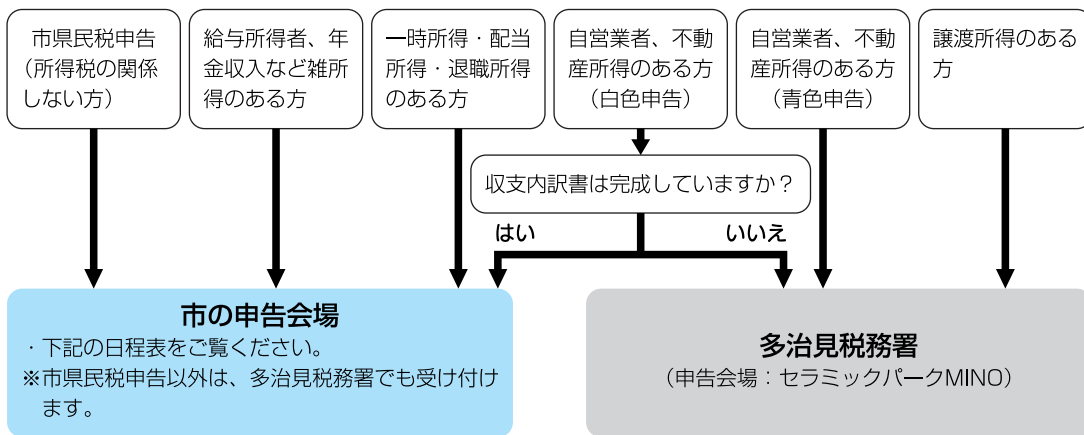 市県民税申告
（所得税の関係
しない方）
給与所得者、年
金収入など雑所
得のある方
一時所得・配当
所得・退職所得
のある方
自営業者、不動
産所得のある方
（白色申告）
自営業者、不動
産所得のある方
（青色申告）
譲渡所得のある
方
収支内訳書は完成していますか？
はい
いいえ
市の申告会場
・下記の日程表をご覧ください。
※市県民税申告以外は、多治見税務署でも受け付け
ます。
多治見税務署
（申告会場：セラミックパークMINO）